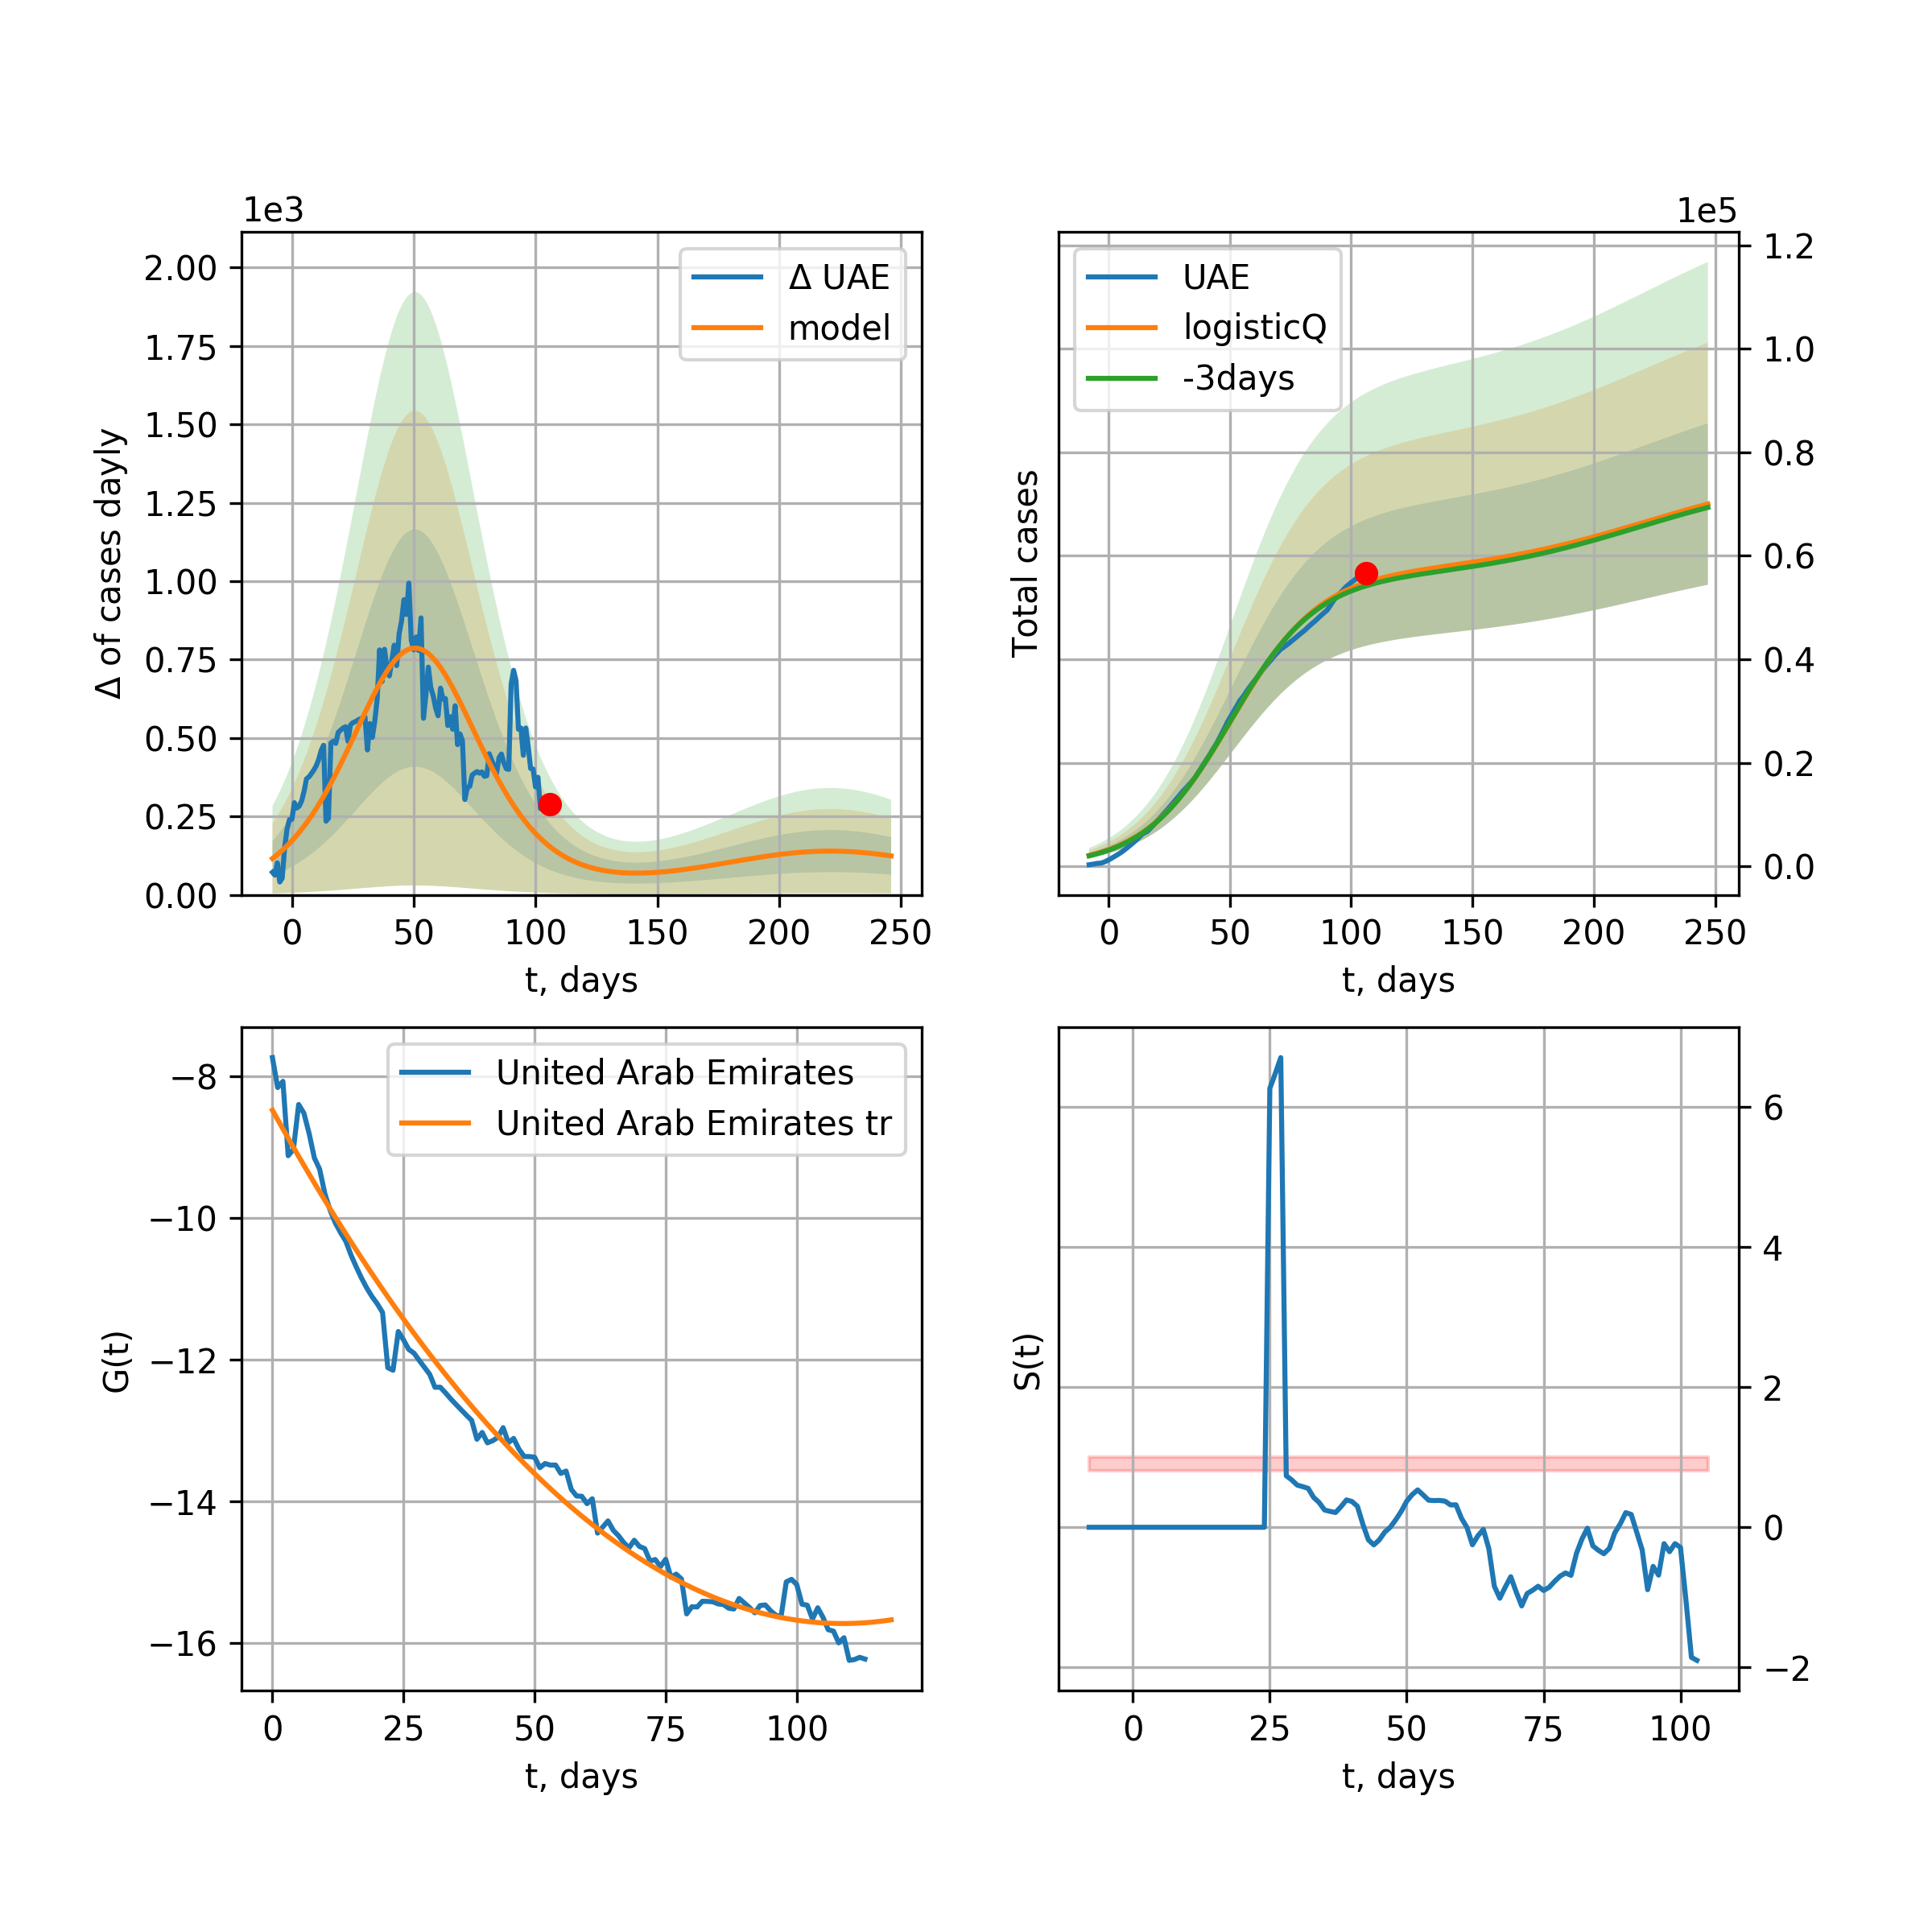 1e3
2.00
1.75
1.50
1.25
1.00
0.75
0.50
0.25
0.00
Δ of cases dayly
Δ UAE
model
0 50 100 150 200 250
t, days
1e5
1.2
1.0
0.8
0.6
0.4
0.2
0.0
Total cases
UAE
logisticQ
-3days
0 50 100 150 200 250
t, days
−8
−10
−12
−14
−16
G(t)
United Arab Emirates
United Arab Emirates tr
0 25 50 75 100
t, days
6
4
2
0
−2
S(t)
0 25 50 75 100
t, days